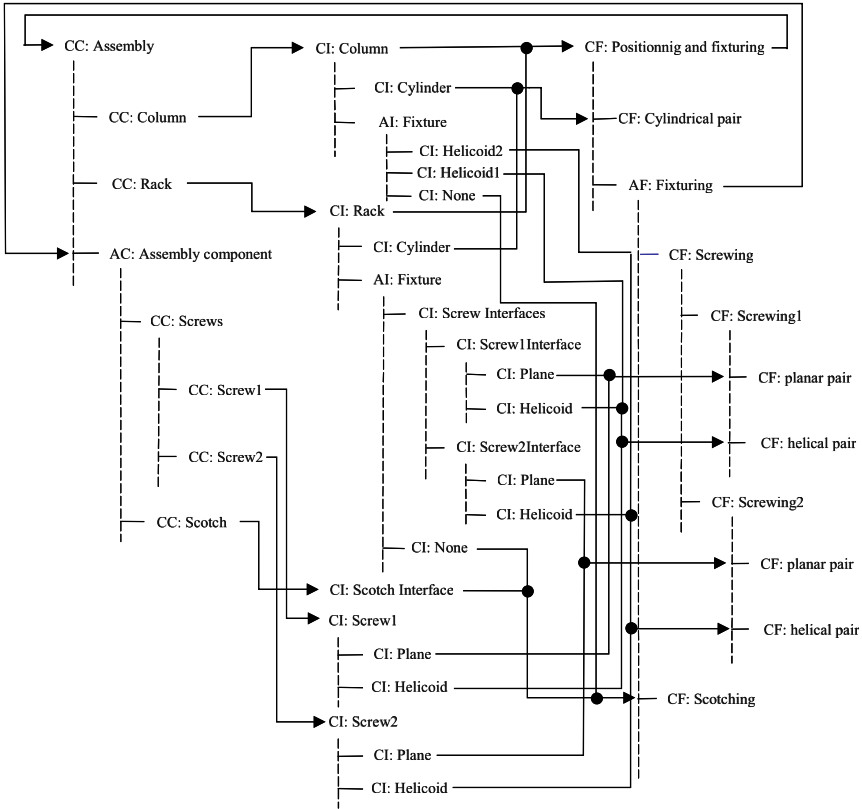 CC: Assembly
CC: Column
CC: Rack
AC: Assembly component
CC: Screws
CC: Screw1
CC: Screw2
CC: Scotch
CI: Column
CI: Cylinder
AI: Fixture
CI: Helicoid2
CI: Helicoid1
CI: None
CI: Rack
CI: Cylinder
AI: Fixture
CI: Screw Interfaces
CI: Screw1Interface
CI: Plane
CI: Helicoid
CI: Screw2Interface
CI: Plane
CI: Helicoid
CI: None
CI: Scotch Interface
CI: Screw1
CI: Plane
CI: Helicoid
CI: Screw2
CI: Plane
CI: Helicoid
CF: Positionnig and fixturing
CF: Cylindrical pair
AF: Fixturing
CF: Screwing
CF: Screwing1
CF: planar pair
CF: helical pair
CF: Screwing2
CF: planar pair
CF: helical pair
CF: Scotching